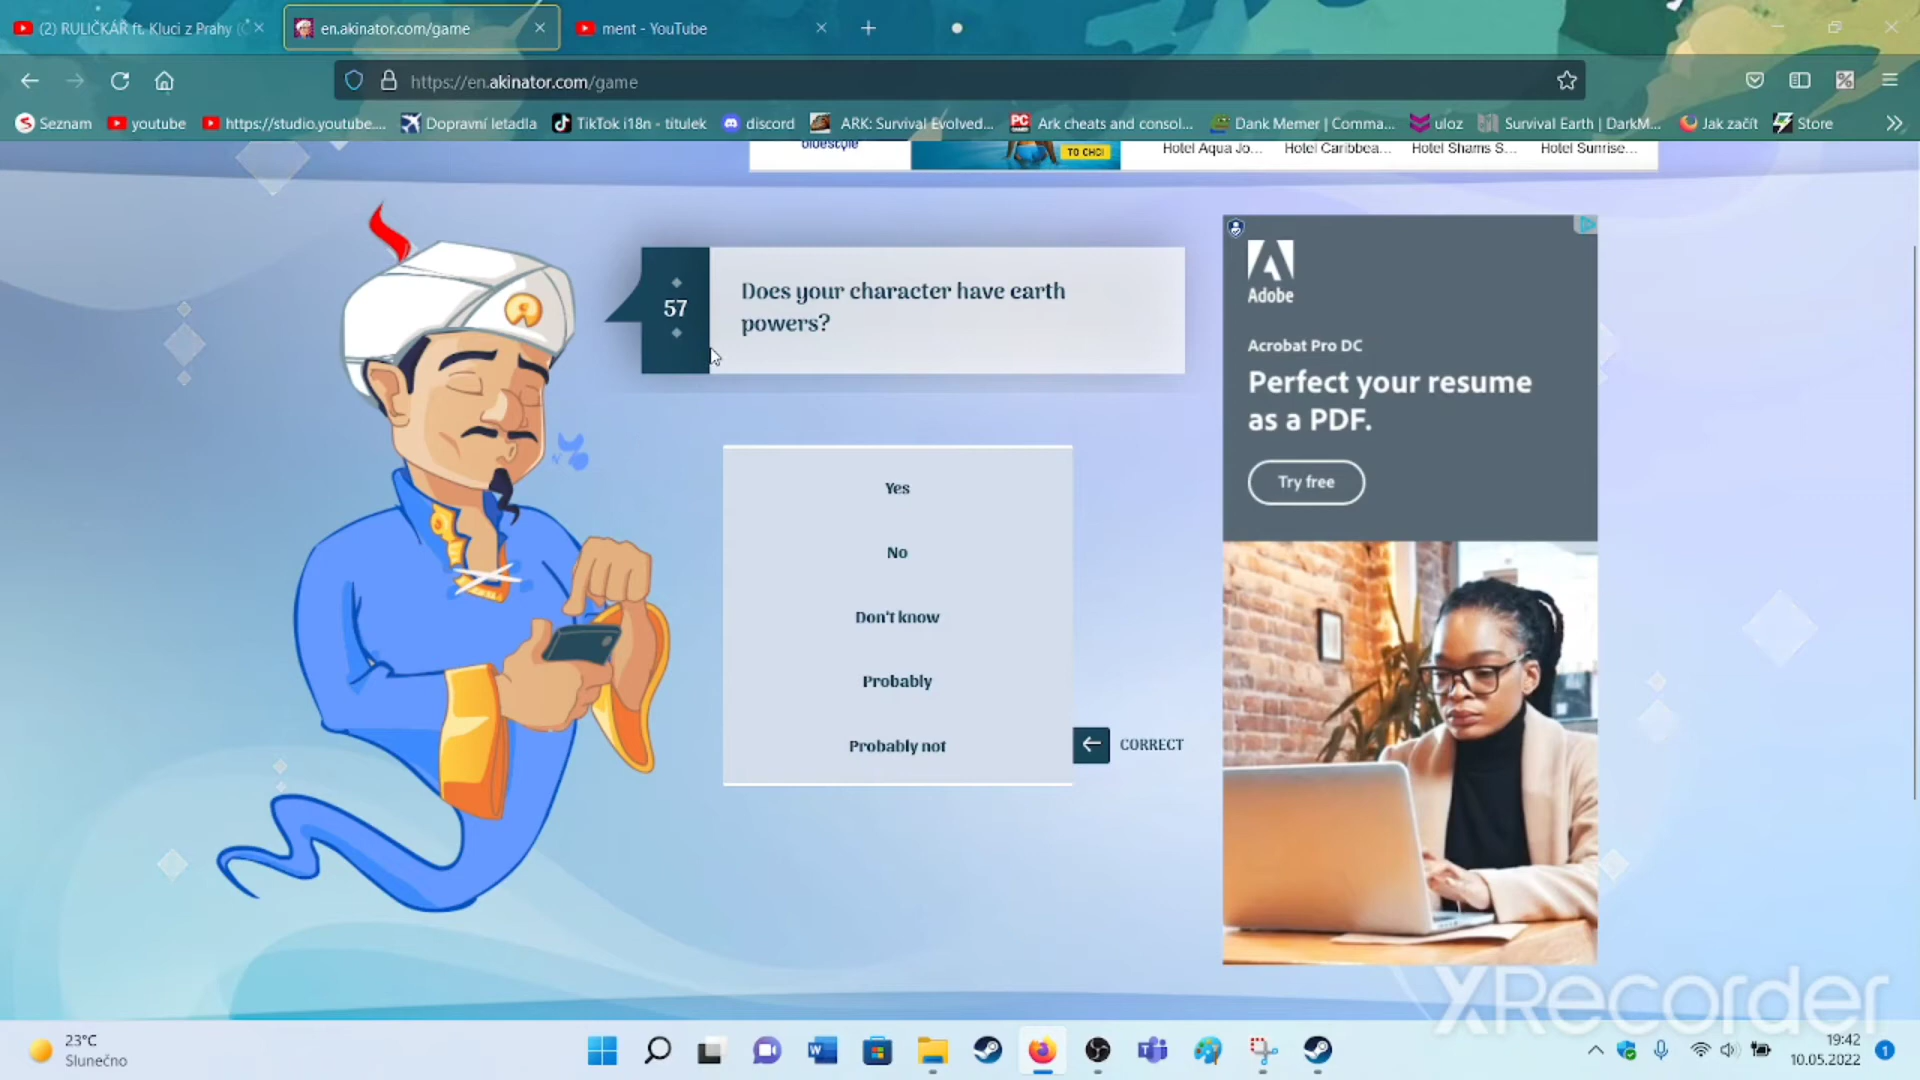 (2) RULIČKÁŘ ft. Kluci z Prahy (
en.akinator.com/game
ment - YouTube
https://en.akinator.com/game
Seznam
youtube
https://studio.youtube....
Dopravní letadla
TikTok i18n - titulek
discord
ARK: Survival Evolved...
Ark cheats and consol...
Dank Memer | Comma...
uloz
Survival Earth | DarkM...
Jak začít
Store
bluestyle
TO CHCI
Hotel Aqua Jo...
Hotel Caribbea...
Hotel Shams S...
Hotel Sunrise...
57
Does your character have earth
powers?
Yes
No
Don't know
Probably
Probably not
CORRECT
Adobe
Acrobat Pro DC
Perfect your resume
as a PDF.
Try free
XRecorder
23°C
Slunečno
19:42
10.05.2022
1